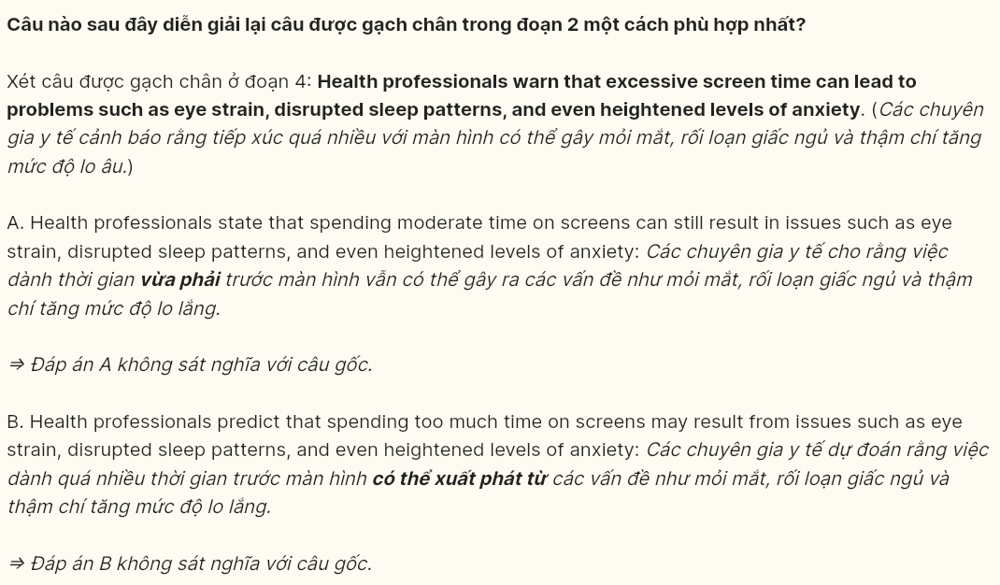 Câu nào sau đây diễn giải lại câu được gạch chân trong đoạn 2 một cách phù hợp nhất?
Xét câu được gạch chân ở đoạn 4: Health professionals warn that excessive screen time can lead to
problems such as eye strain, disrupted sleep patterns, and even heightened levels of anxiety. (Các chuyên
gia y tế cảnh báo rằng tiếp xúc quá nhiều với màn hình có thể gây mỏi mắt, rối loạn giấc ngủ và thậm chí tăng
mức độ lo âu.)
A. Health professionals state that spending moderate time on screens can still result in issues such as eye
strain, disrupted sleep patterns, and even heightened levels of anxiety: Các chuyên gia y tế cho rằng việc
dành thời gian vừa phải trước màn hình vẫn có thể gây ra các vấn đề như mỏi mắt, rối loạn giấc ngủ và thậm
chí tăng mức độ lo lắng.
⇒ Đáp án A không sát nghĩa với câu gốc.
B. Health professionals predict that spending too much time on screens may result from issues such as eye
strain, disrupted sleep patterns, and even heightened levels of anxiety: Các chuyên gia y tế dự đoán rằng việc
dành quá nhiều thời gian trước màn hình có thể xuất phát từ các vấn đề như mỏi mắt, rối loạn giấc ngủ và
thậm chí tăng mức độ lo lắng.
⇒ Đáp án B không sát nghĩa với câu gốc.